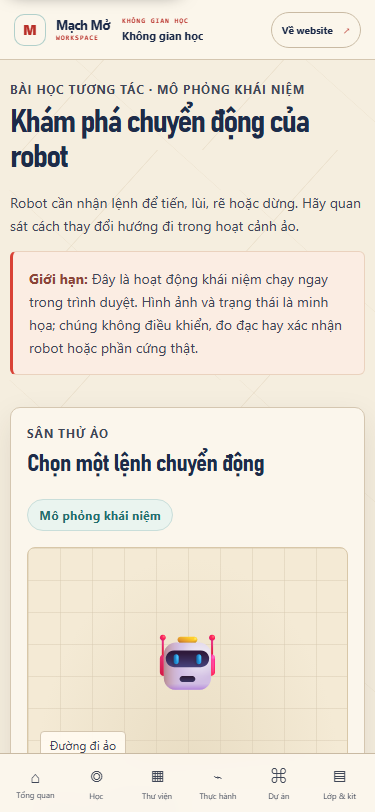 M
Mạch Mở
WORKSPACE
KHÔNG GIAN HỌC
Không gian học
Về website ↗
BÀI HỌC TƯƠNG TÁC · MÔ PHỎNG KHÁI NIỆM
Khám phá chuyển động của
robot
Robot cần nhận lệnh để tiến, lùi, rẽ hoặc dừng. Hãy quan
sát cách thay đổi hướng đi trong hoạt cảnh ảo.
Giới hạn: Đây là hoạt động khái niệm chạy ngay
trong trình duyệt. Hình ảnh và trạng thái là minh
họa; chúng không điều khiển, đo đạc hay xác nhận
robot hoặc phần cứng thật.
SÂN THỬ ẢO
Chọn một lệnh chuyển động
Mô phỏng khái niệm
Đường đi ảo
Tổng quan
Học
Thư viện
Thực hành
Dự án
Lớp & kit